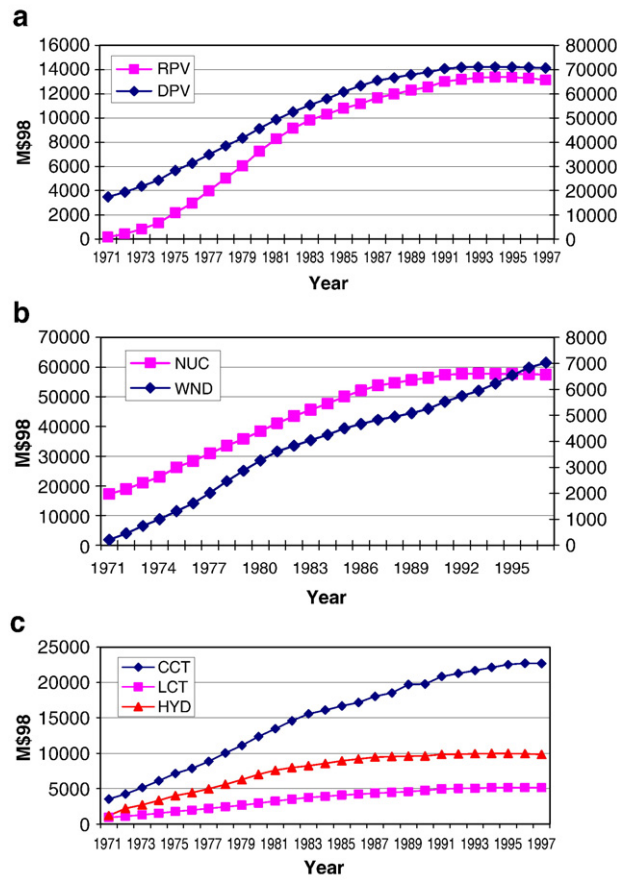 a
16000 80000
14000 70000
12000 60000
10000 50000
8000 40000
6000 30000
4000 20000
2000 10000
0 0
M$98
RPV
DPV
1971 1973 1975 1977 1979 1981 1983 1985 1987 1989 1991 1993 1995 1997
Year
b
70000 8000
60000 7000
50000 6000
40000 5000
30000 4000
20000 3000
10000 2000
0 1000
0
M$98
NUC
WND
1971 1974 1977 1980 1983 1986 1989 1992 1995
Year
c
25000
20000
15000
10000
5000
0
M$98
CCT
LCT
HYD
1971 1973 1975 1977 1979 1981 1983 1985 1987 1989 1991 1993 1995 1997
Year